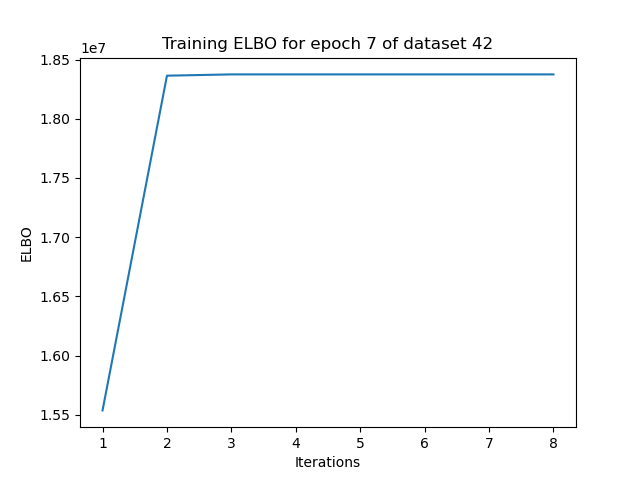 Training ELBO for epoch 7 of dataset 42
1e7
1.85
1.80
1.75
1.70
1.65
1.60
1.55
ELBO
1 2 3 4 5 6 7 8
Iterations